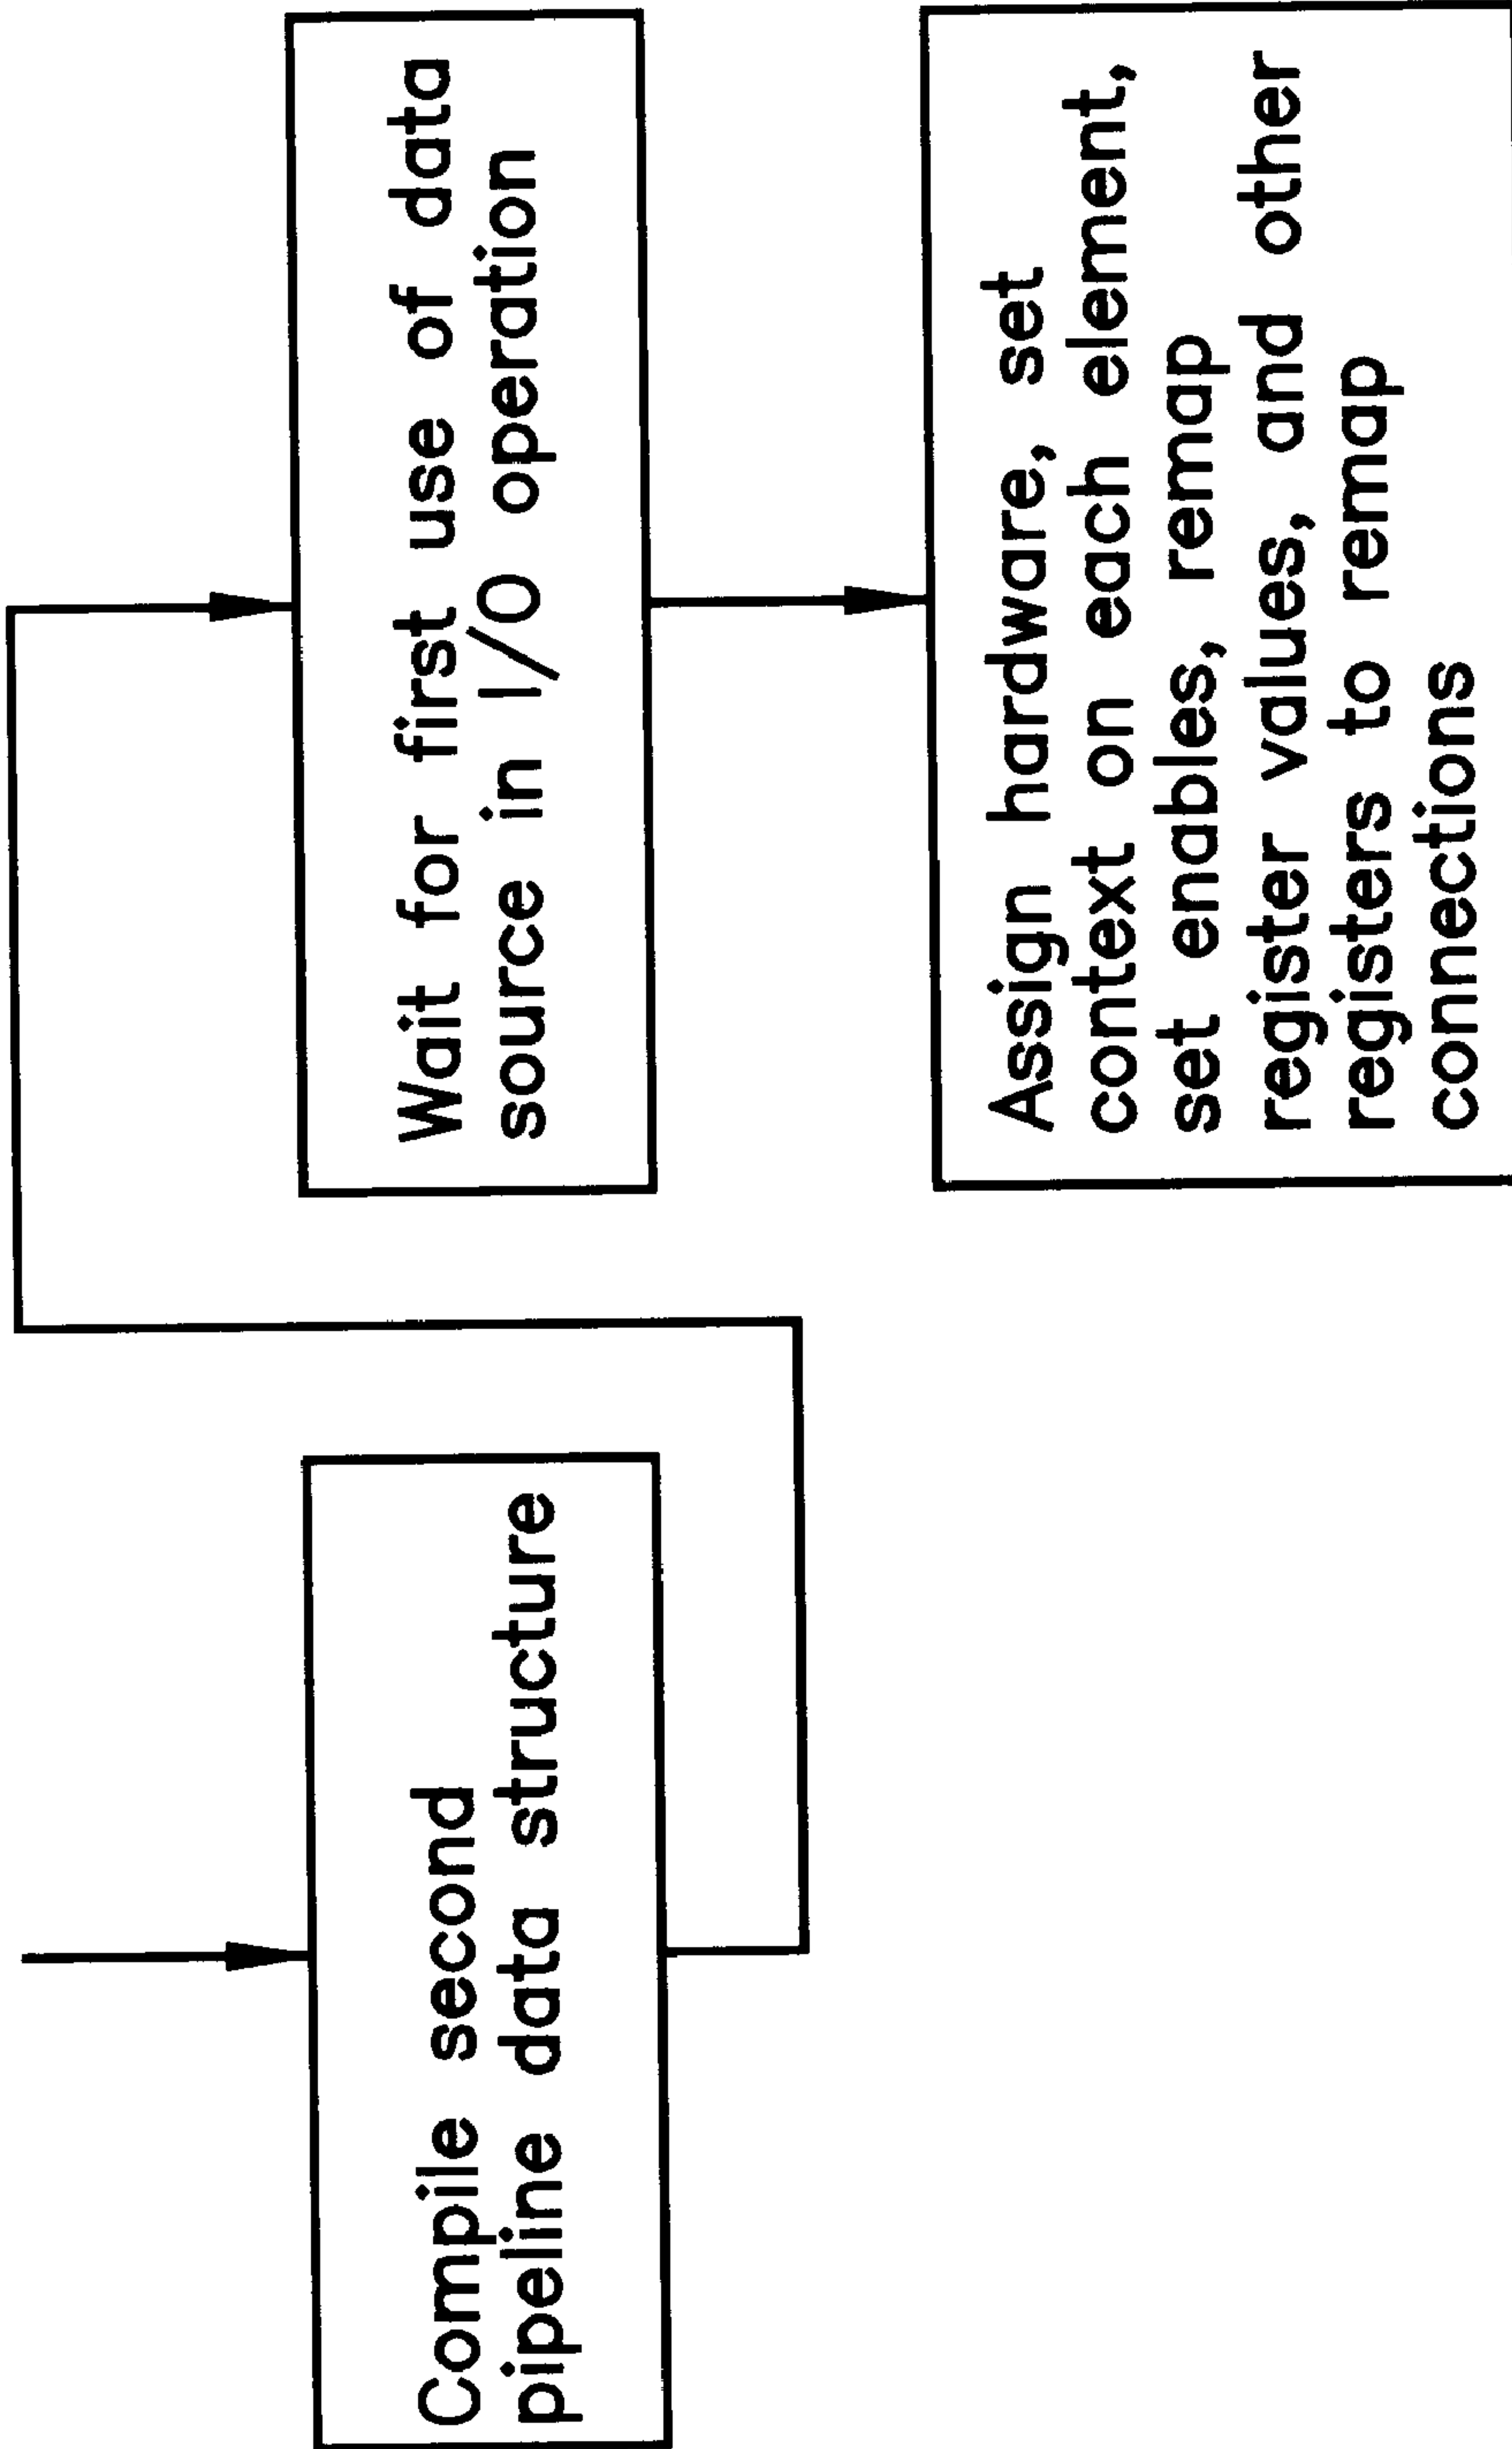 Compile second
pipeline data structure
Wait for first use of data
source in I/O operation
Assign hardware, set
context on each element,
set enables, remap
register values, and other
registers to remap
connections